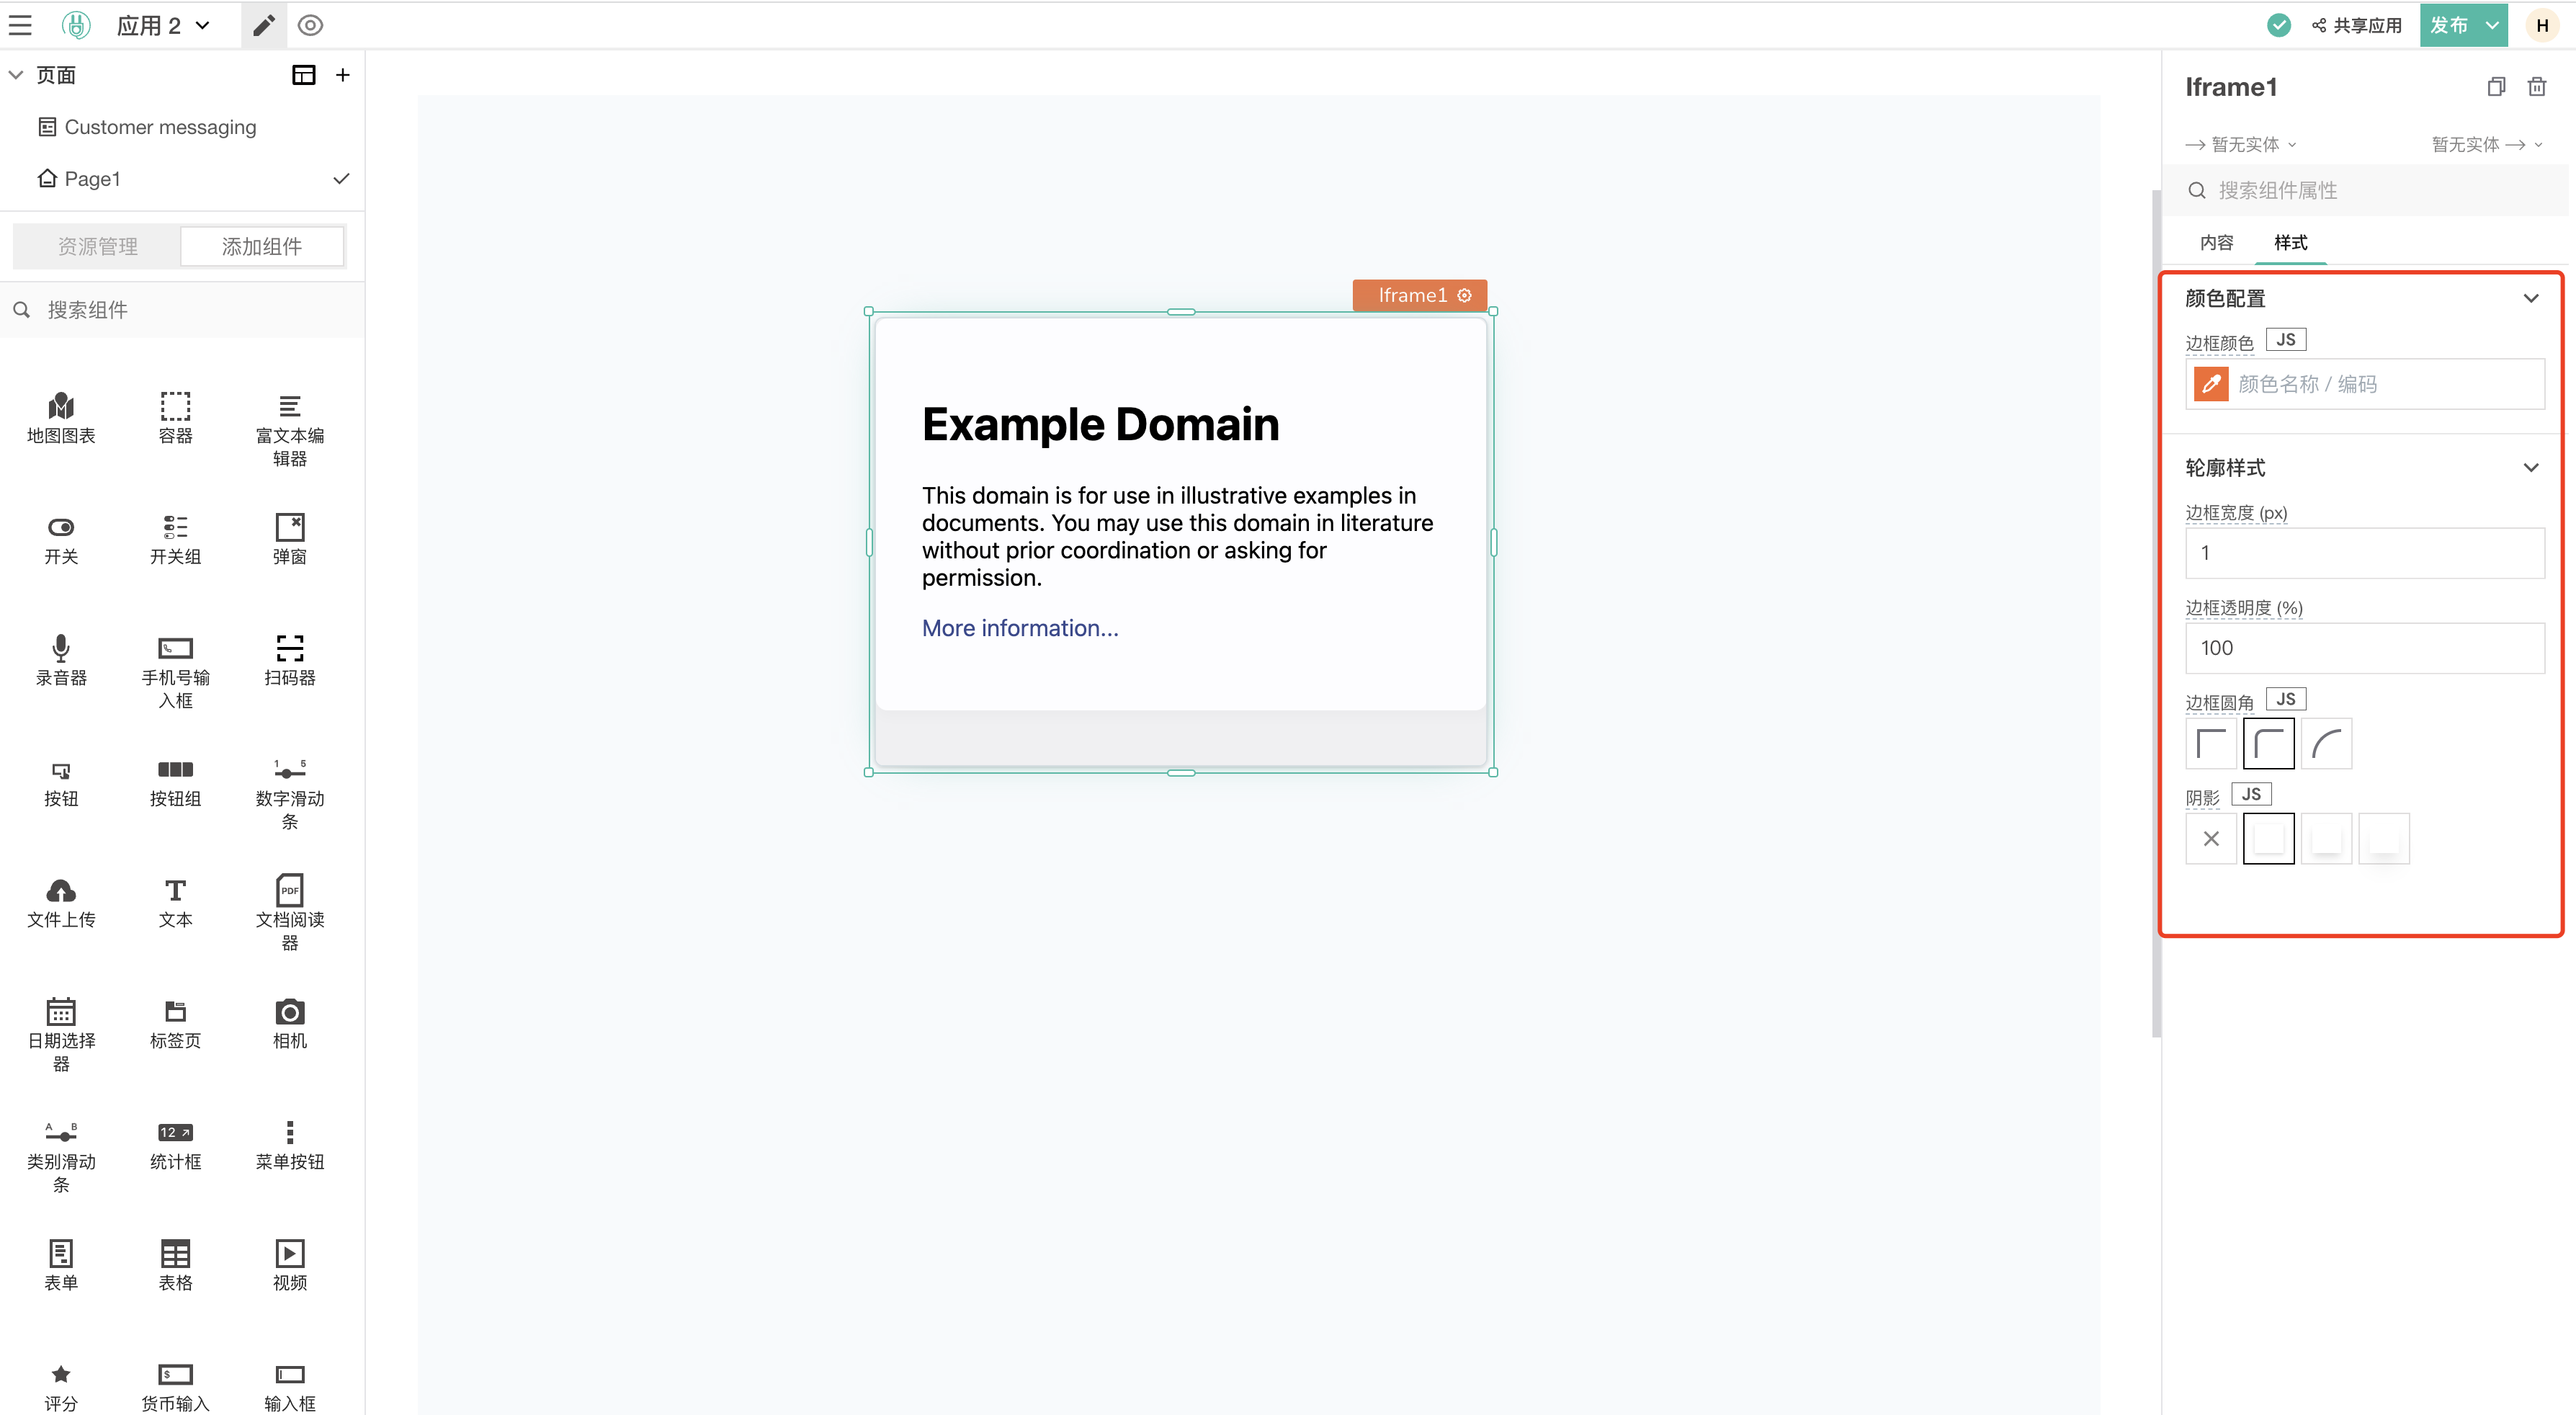 应用 2
共享应用
发布
H
页面
Customer messaging
Page1
资源管理
添加组件
搜索组件
地图图表
容器
富文本编
辑器
开关
开关组
弹窗
录音器
手机号输
入框
扫码器
按钮
按钮组
1 5
数字滑动
条
文件上传
T
文本
PDF
文档阅读
器
日期选择
器
标签页
相机
A B
类别滑动
条
12
统计框
菜单按钮
表单
表格
视频
评分
$
货币输入
输入框
Iframe1
Example Domain
This domain is for use in illustrative examples in
documents. You may use this domain in literature
without prior coordination or asking for
permission.
More information...
Iframe1
暂无实体
暂无实体
搜索组件属性
内容
样式
颜色配置
边框颜色 JS
颜色名称 / 编码
轮廓样式
边框宽度 (px)
1
边框透明度 (%)
100
边框圆角 JS
阴影 JS